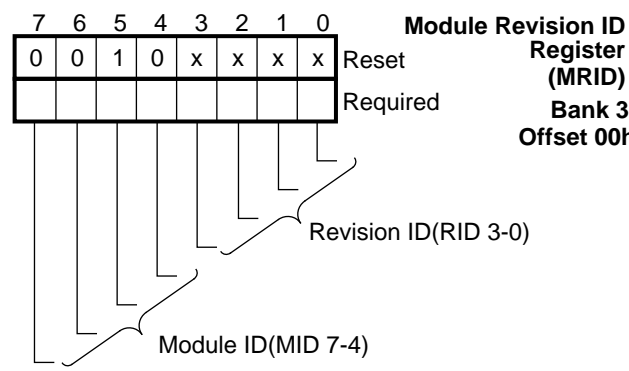 7 6 5 4 3 2 1 0
Module Revision ID
Register
(MRID)
Bank 3
Offset 00h
0 0 1 0 x x x x Reset
Required
Revision ID(RID 3-0)
Module ID(MID 7-4)